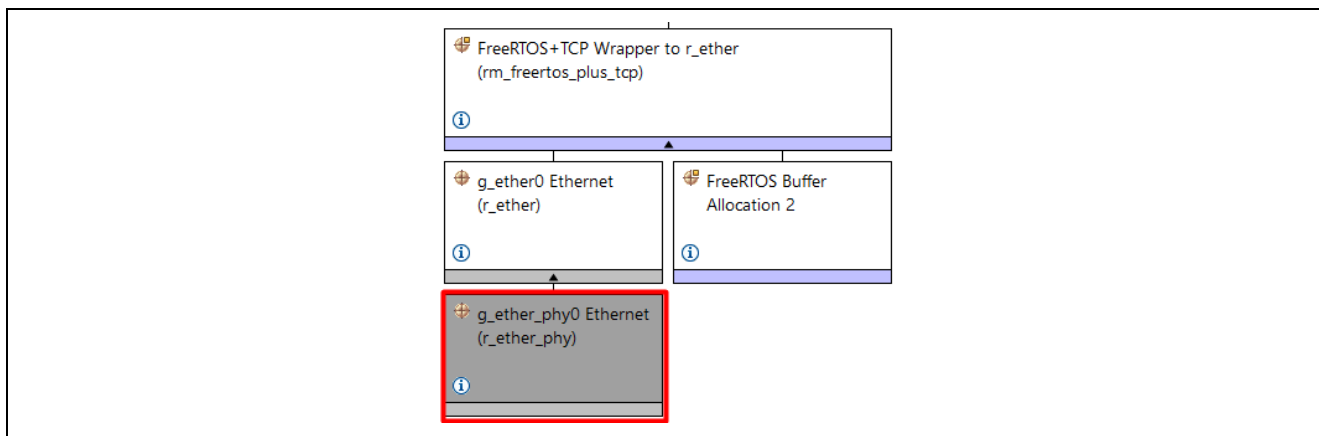 FreeRTOS+TCP Wrapper to r_ether
(rm_freertos_plus_tcp)
g_ether0 Ethernet
(r_ether)
FreeRTOS Buffer
Allocation 2
g_ether_phy0 Ethernet
(r_ether_phy)